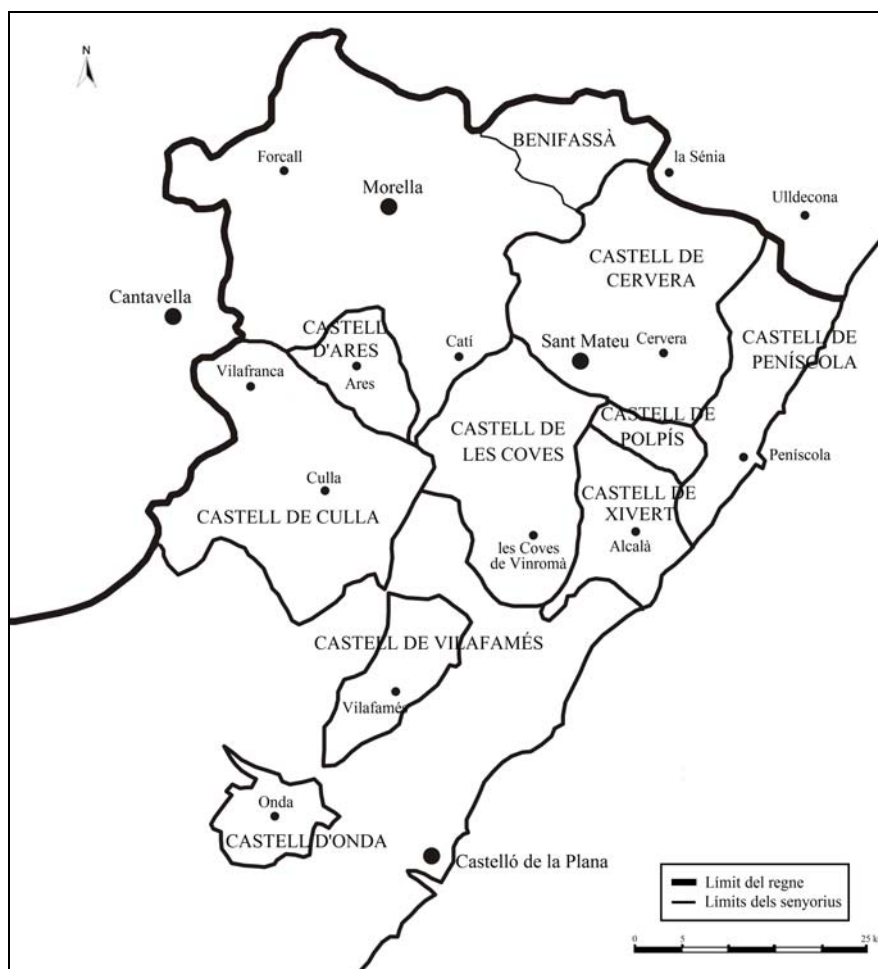 N
BENIFASSÀ
la Sénia
Forcall
Morella
Ulldecona
CASTELL DE
CERVERA
Cantavella
CASTELL
D'ARES
Catí
Sant Mateu
Cervera
CASTELL DE
PENÍSCOLA
Vilafranca
Ares
CASTELL DE
LES COVES
CASTELL DE
POLPÍS
Peníscola
Culla
CASTELL DE CULLA
CASTELL DE
XIVERT
Alcalà
les Coves
de Vinromà
CASTELL DE VILAFAMÉS
Vilafamés
Onda
CASTELL D'ONDA
Castelló de la Plana
Límit del regne
Límits dels senyorius
0 5 25 k